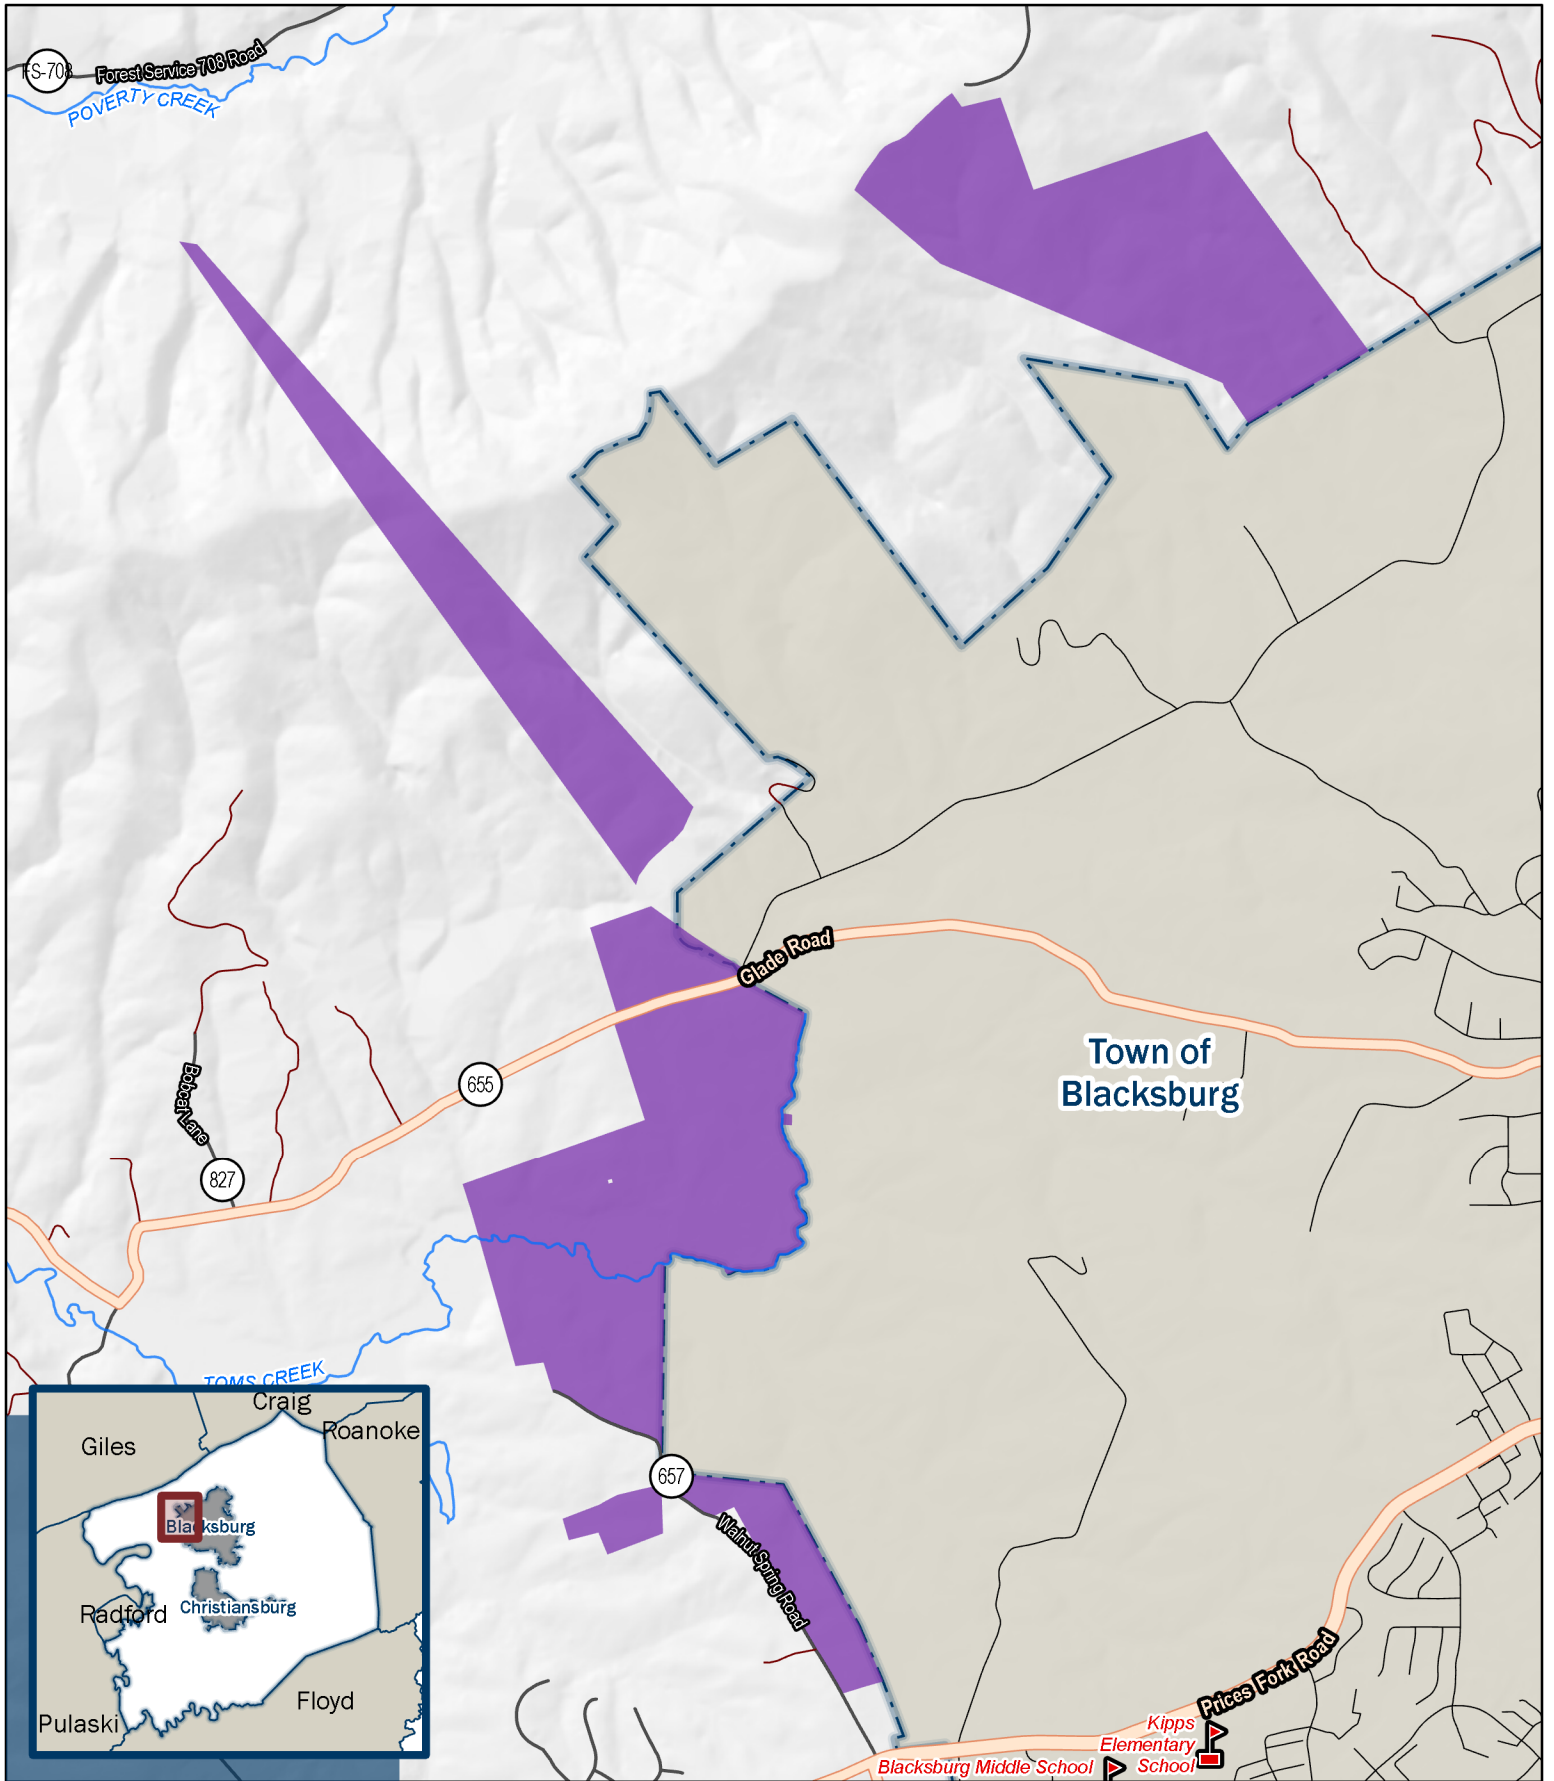 FS-708
Forest Service 708 Road
POVERTY CREEK
Glade Road
Town of
Blacksburg
655
Bobcat Lane
827
TOMS CREEK
Craig
Roanoke
Giles
Blacksburg
Radford
Christiansburg
Floyd
Pulaski
657
Walnut Spring Road
Prices Fork Road
Kipps
Elementary
School
Blacksburg Middle School